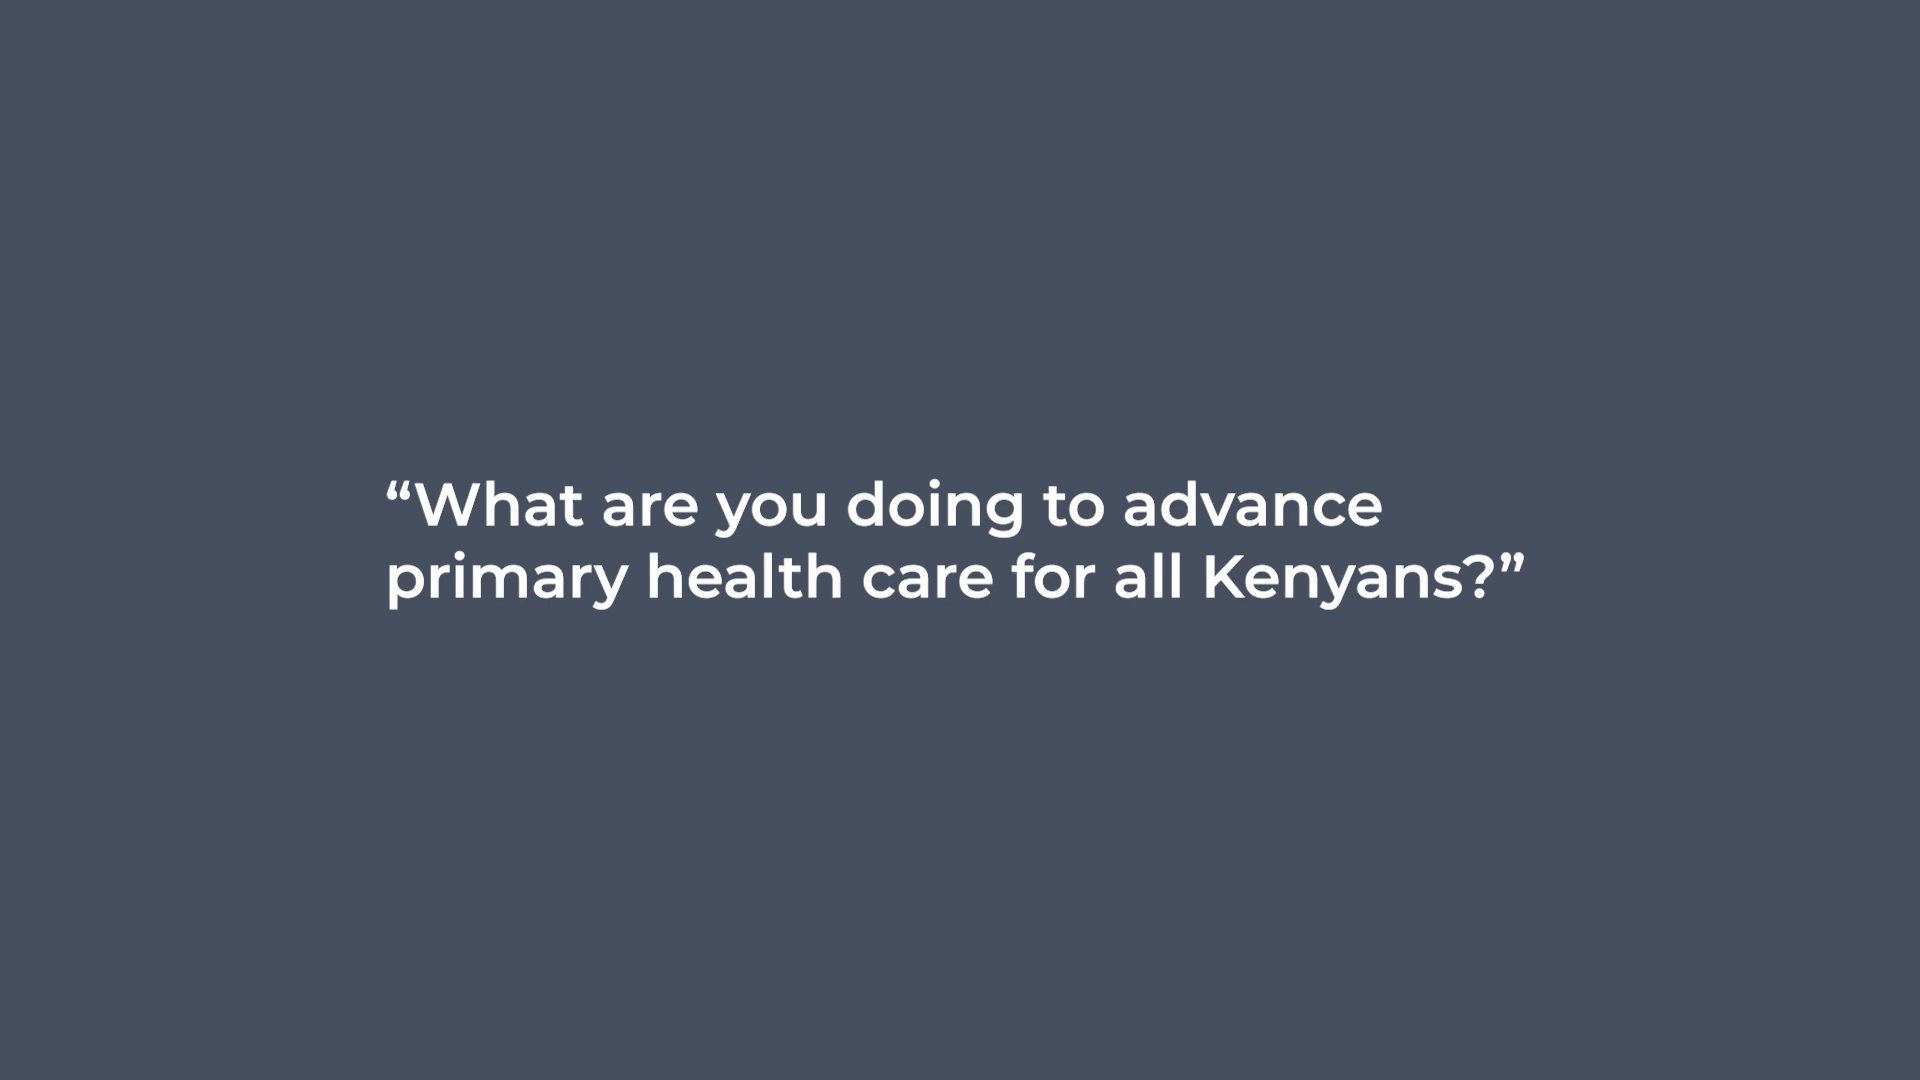 “What are you doing to advance
primary health care for all Kenyans?”